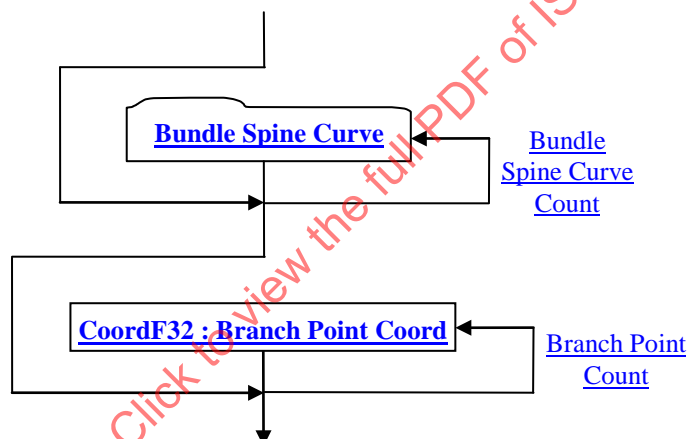 Bundle Spine Curve
Bundle
Spine Curve
Count
CoordF32 : Branch Point Coord
Branch Point
Count
Click to view the full PDF of IS